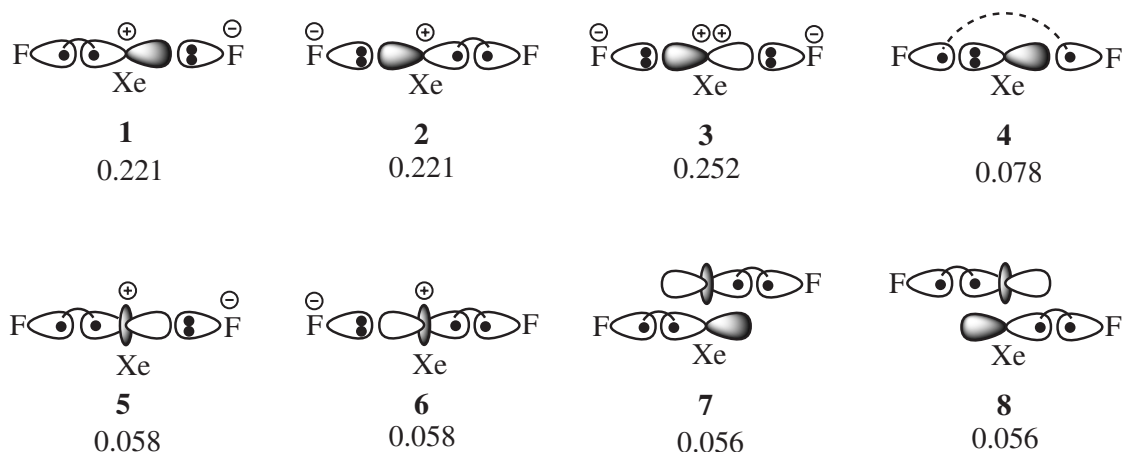 ⊕ ⊖ ⊖ ⊕ ⊖ ⊕⊕ ⊖
F F F F F F F F
Xe Xe Xe Xe
1 2 3 4
0.221 0.221 0.252 0.078
⊕ ⊖ ⊖ ⊕ F F
F F F F F F
Xe Xe Xe Xe
5 6 7 8
0.058 0.058 0.056 0.056